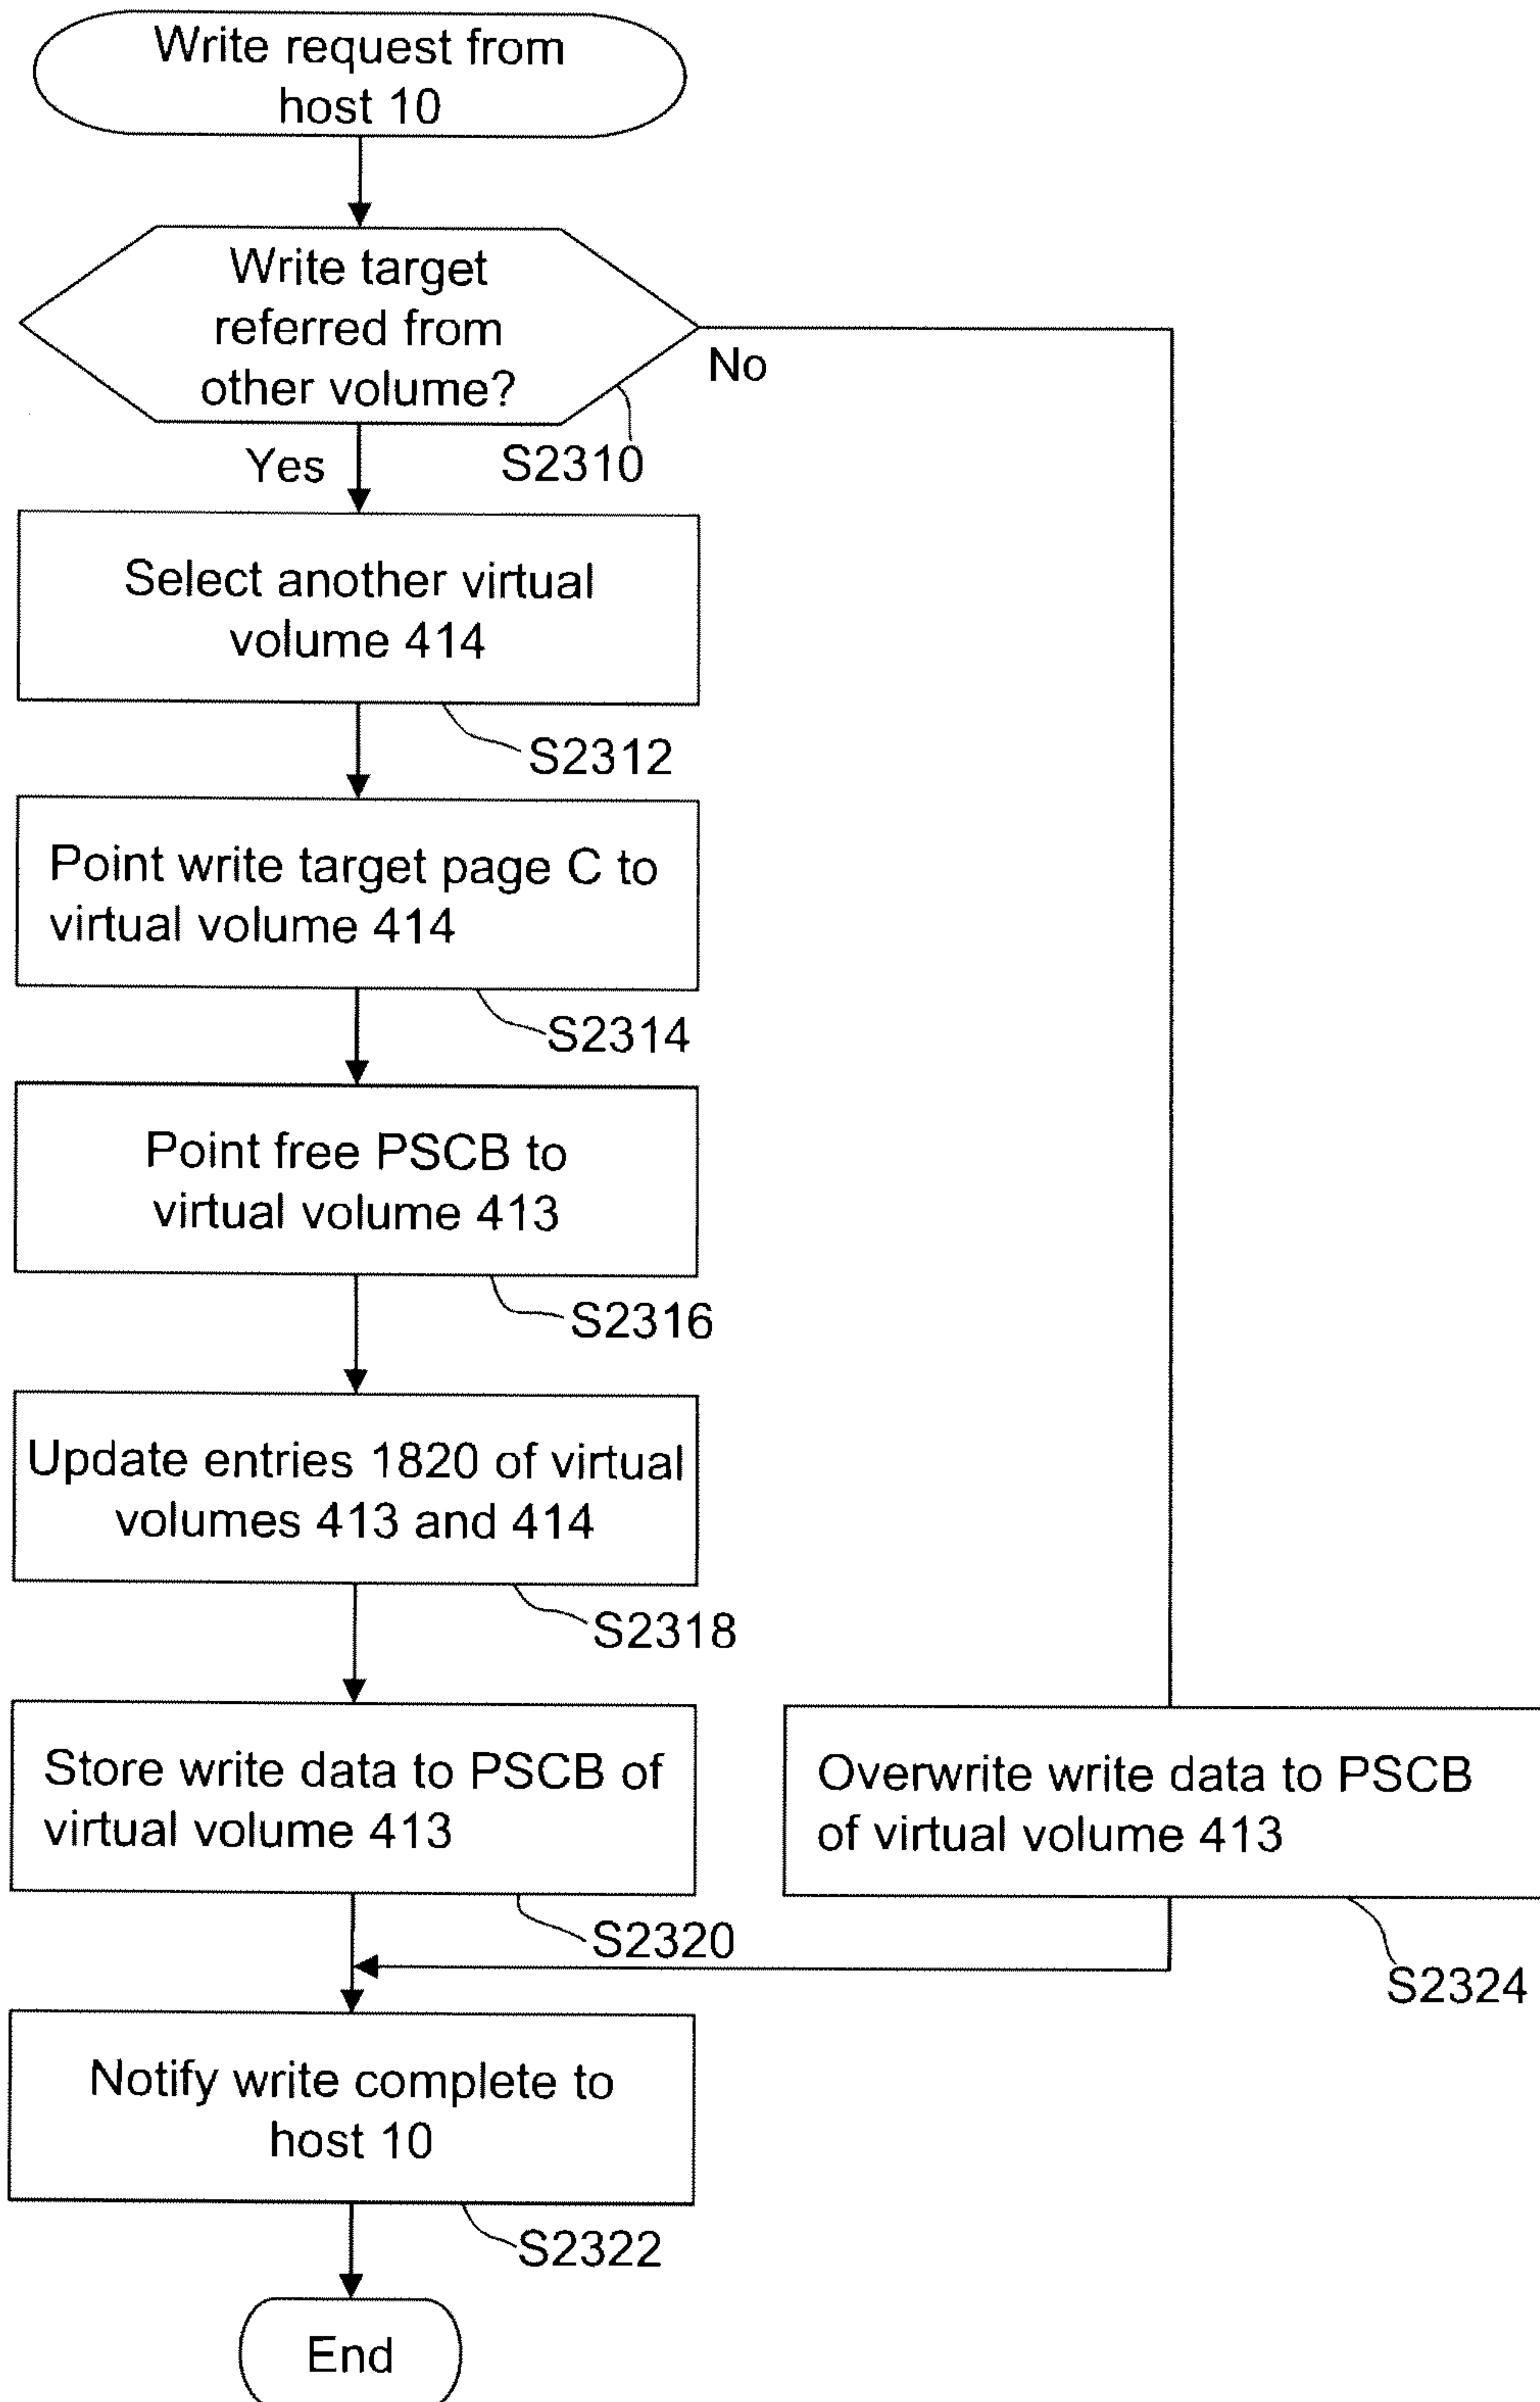 Write request from
host 10
Write target
referred from
other volume?
No
Yes
S2310
Select another virtual
volume 414
S2312
Point write target page C to
virtual volume 414
S2314
Point free PSCB to
virtual volume 413
S2316
Update entries 1820 of virtual
volumes 413 and 414
S2318
Store write data to PSCB of
virtual volume 413
S2320
Overwrite write data to PSCB
of virtual volume 413
S2324
Notify write complete to
host 10
S2322
End